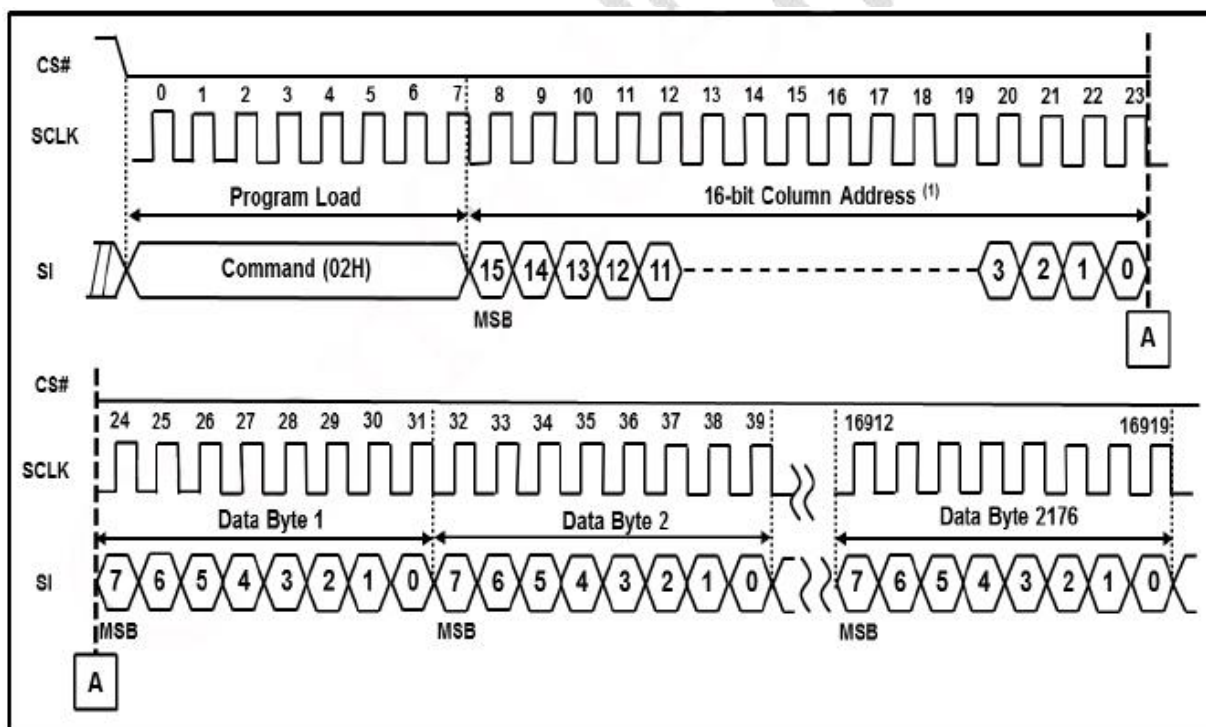 CS#
0 1 2 3 4 5 6 7 8 9 10 11 12 13 14 15 16 17 18 19 20 21 22 23
SCLK
Program Load 16-bit Column Address (1)
SI Command (02H) 15 14 13 12 11 3 2 1 0
MSB
A
CS#
24 25 26 27 28 29 30 31 32 33 34 35 36 37 38 39 16912 16919
SCLK
Data Byte 1 Data Byte 2 Data Byte 2176
SI 7 6 5 4 3 2 1 0 7 6 5 4 3 2 1 0 7 6 5 4 3 2 1 0
MSB MSB MSB
A